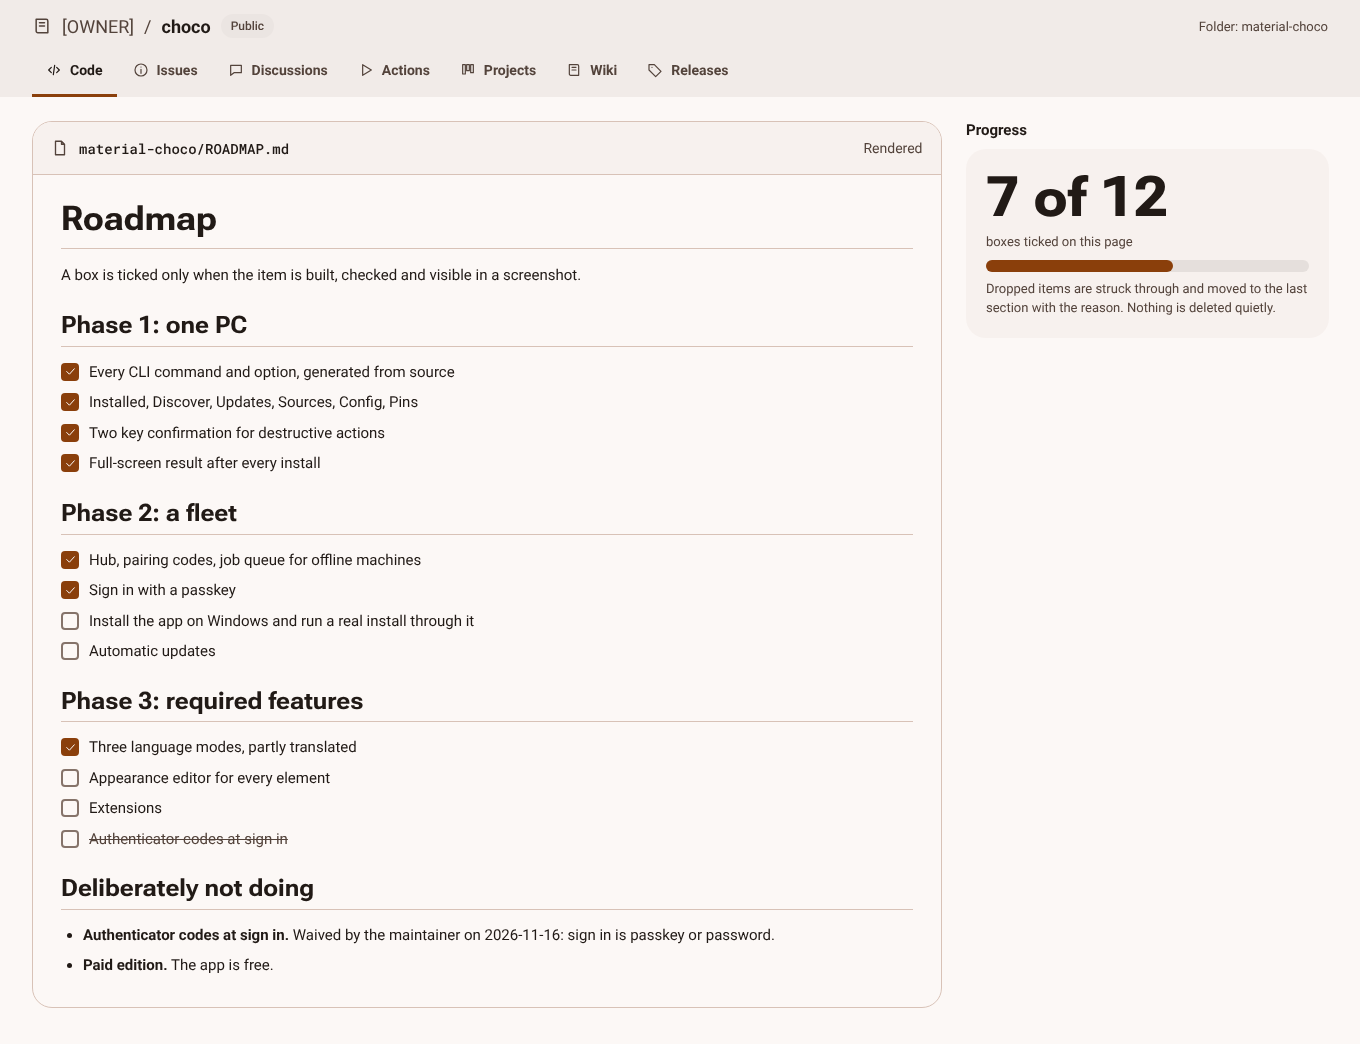 [OWNER] / choco Public
Folder: material-choco
Code Issues Discussions Actions Projects Wiki Releases
material-choco/ROADMAP.md
Rendered
Roadmap
A box is ticked only when the item is built, checked and visible in a screenshot.
Phase 1: one PC
Every CLI command and option, generated from source
Installed, Discover, Updates, Sources, Config, Pins
Two key confirmation for destructive actions
Full-screen result after every install
Phase 2: a fleet
Hub, pairing codes, job queue for offline machines
Sign in with a passkey
Install the app on Windows and run a real install through it
Automatic updates
Phase 3: required features
Three language modes, partly translated
Appearance editor for every element
Extensions
Authenticator codes at sign in
Deliberately not doing
Authenticator codes at sign in. Waived by the maintainer on 2026-11-16: sign in is passkey or password.
Paid edition. The app is free.
Progress
7 of 12
boxes ticked on this page
Dropped items are struck through and moved to the last
section with the reason. Nothing is deleted quietly.